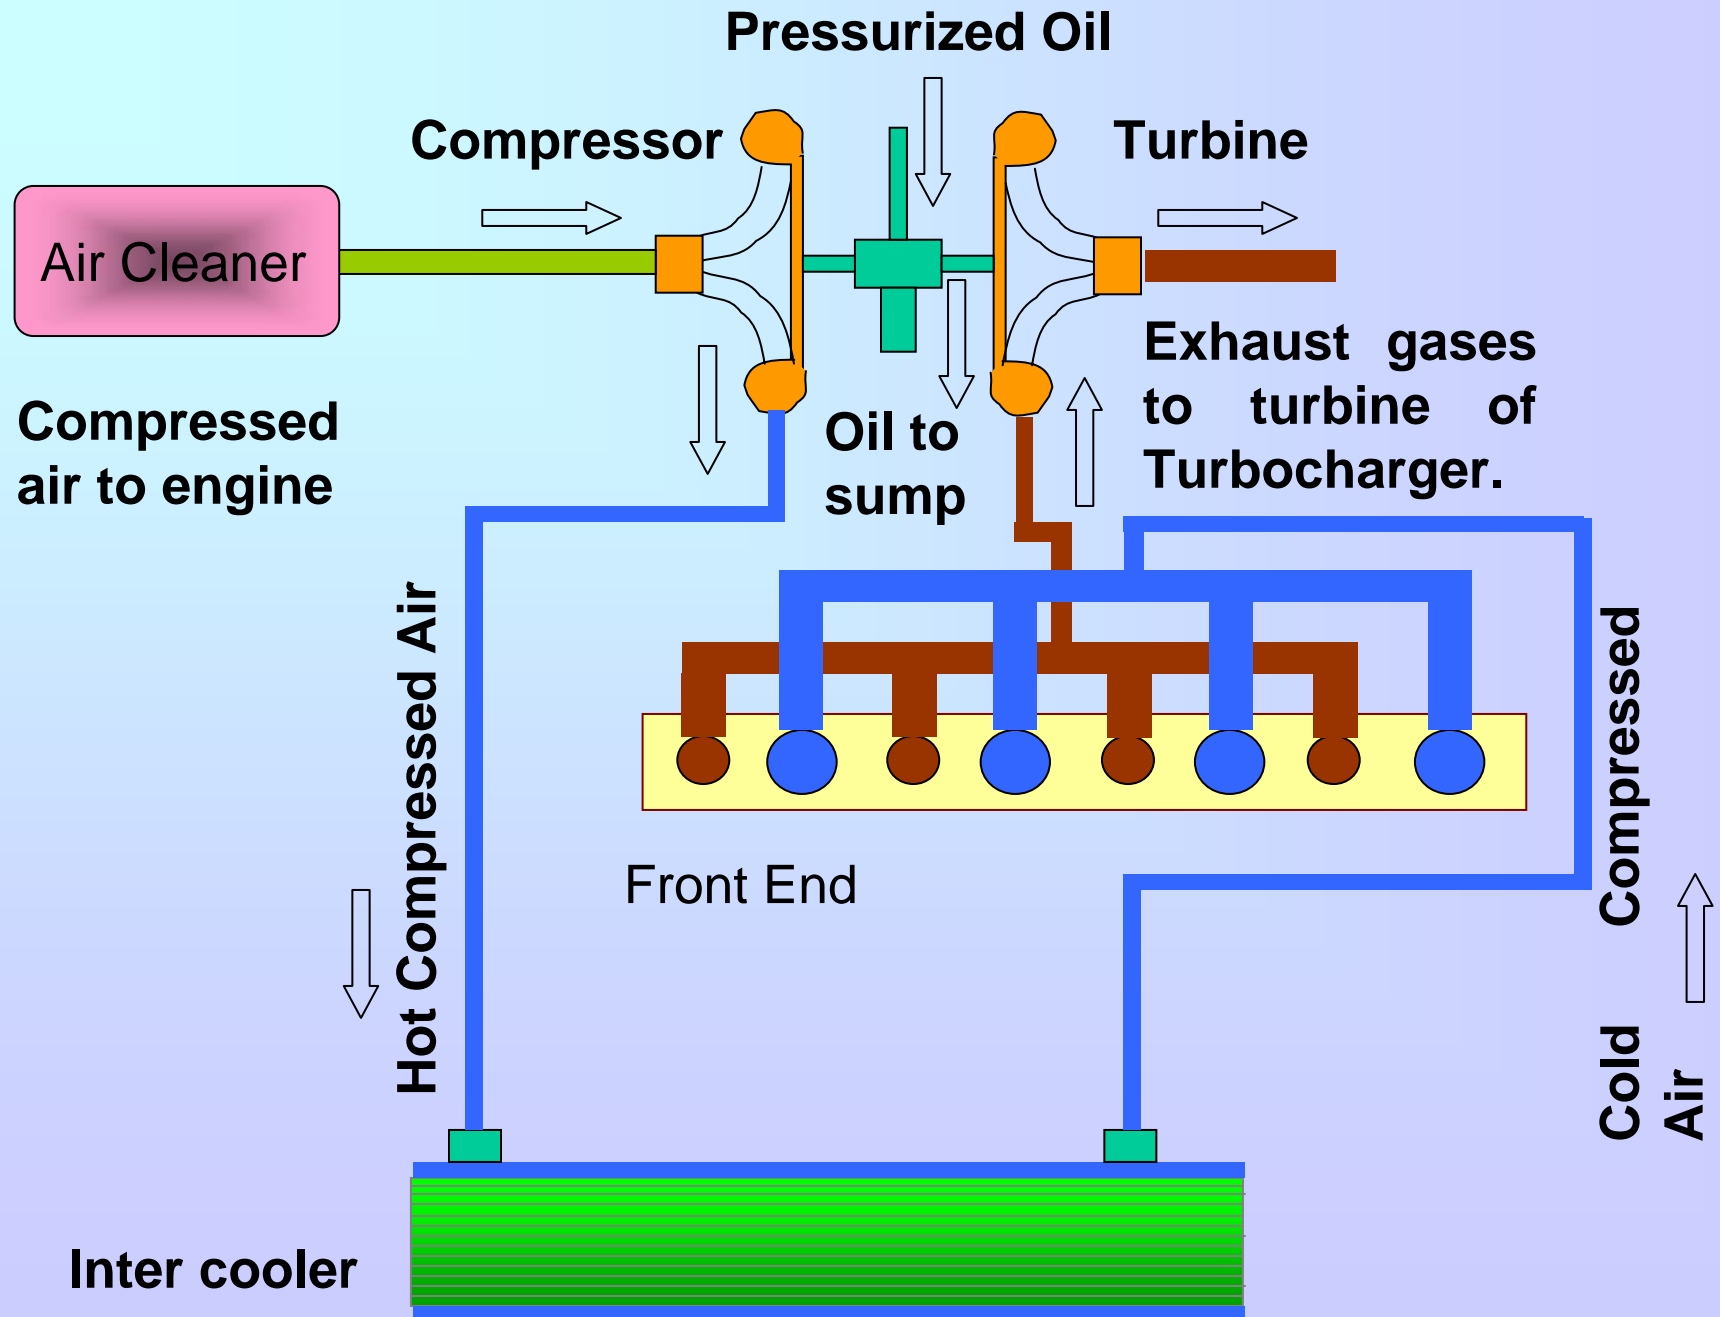 Pressurized Oil
Compressor
Turbine
Air Cleaner
Exhaust gases
to turbine of
Turbocharger.
Compressed
air to engine
Oil to
sump
Hot Compressed Air
Front End
Cold Compressed
Air
Inter cooler